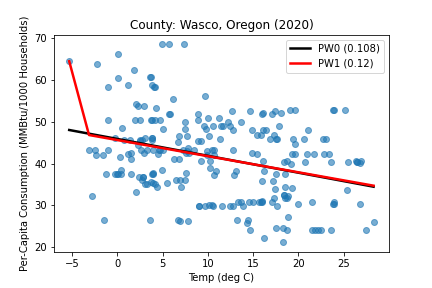 County: Wasco, Oregon (2020)
PW0 (0.108)
PW1 (0.12)
Per-Capita Consumption (MMBtu/1000 Households)
70
60
50
40
30
20
−5 0 5 10 15 20 25
Temp (deg C)